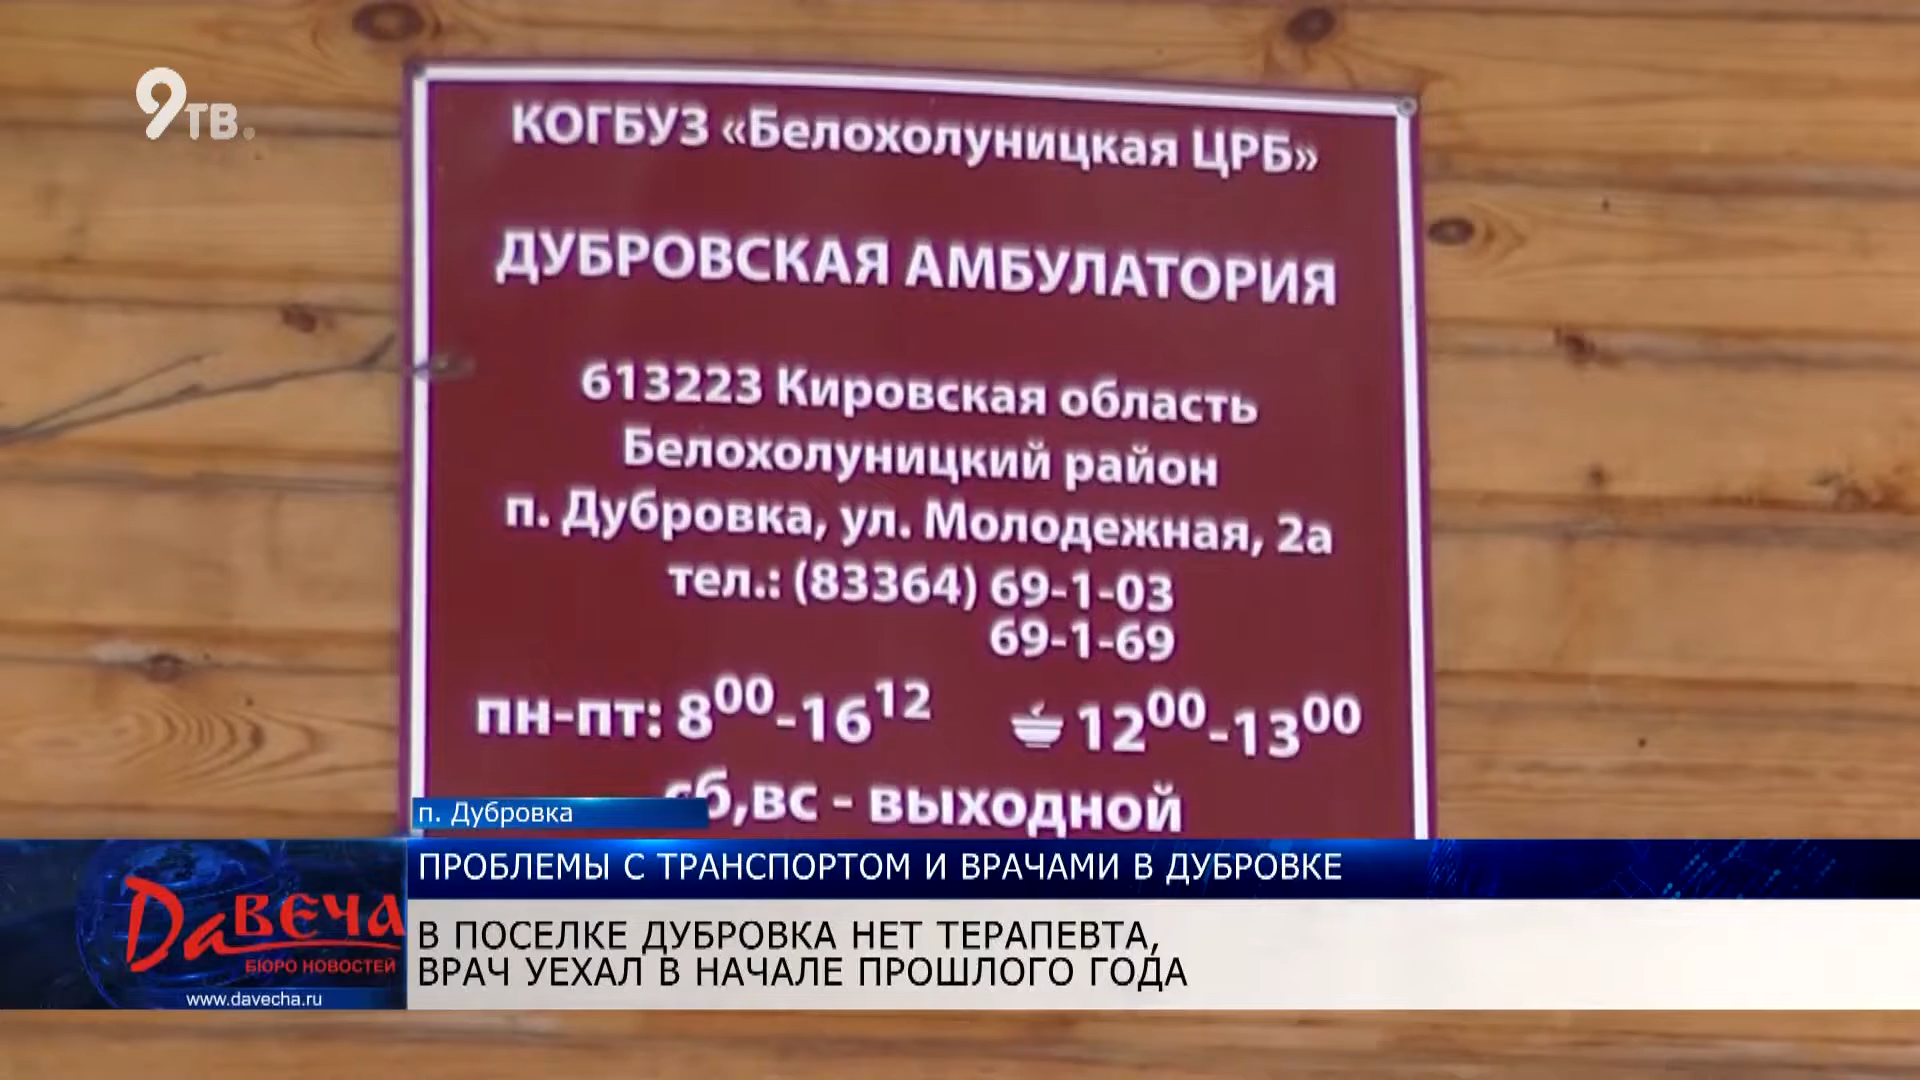 9ТВ.
КОГБУЗ «Белохолуницкая ЦРБ»
ДУБРОВСКАЯ АМБУЛАТОРИЯ
613223 Кировская область
Белохолуницкий район
п. Дубровка, ул. Молодежная, 2а
тел.: (83364) 69-1-03
69-1-69
пн-пт: 8⁰⁰-16¹² 12⁰⁰-13⁰⁰
сб,вс - выходной
п. Дубровка
ПРОБЛЕМЫ С ТРАНСПОРТОМ И ВРАЧАМИ В ДУБРОВКЕ
ДаВЕЧА
БЮРО НОВОСТЕЙ
www.davecha.ru
В ПОСЕЛКЕ ДУБРОВКА НЕТ ТЕРАПЕВТА,
ВРАЧ УЕХАЛ В НАЧАЛЕ ПРОШЛОГО ГОДА